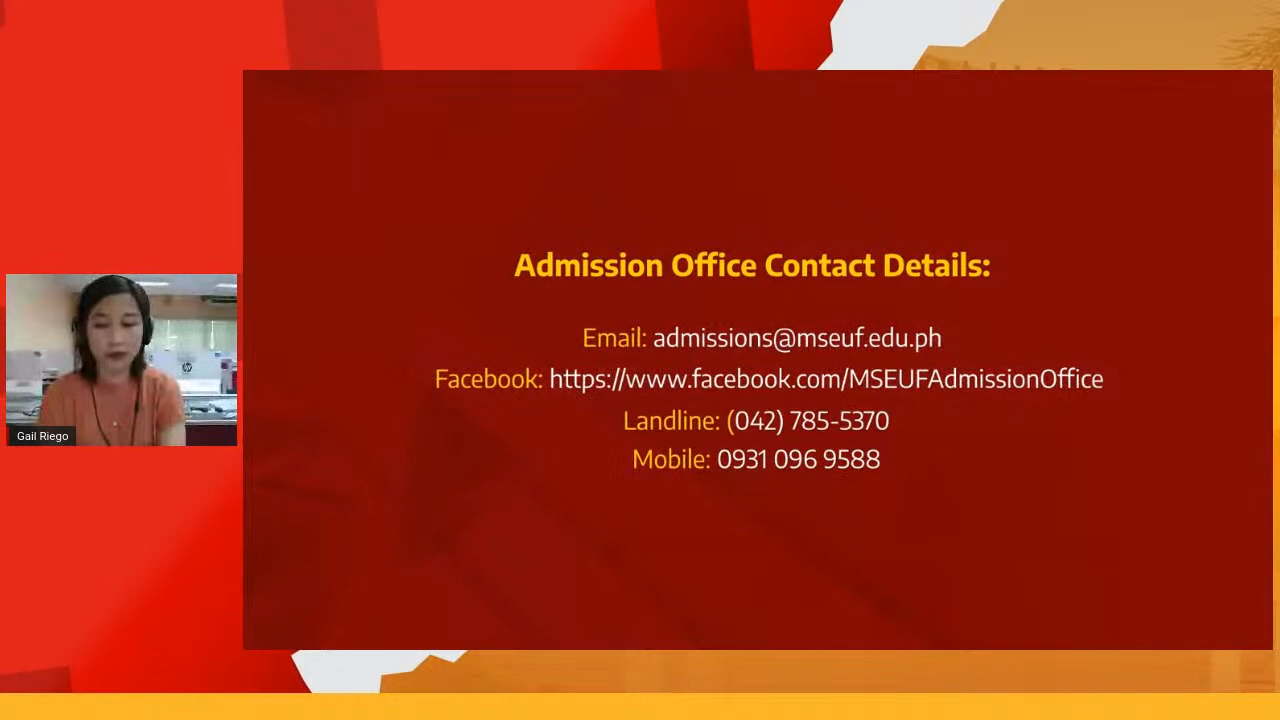 Admission Office Contact Details:
Email: admissions@mseuf.edu.ph
Facebook: https://www.facebook.com/MSEUFAdmissionOffice
Landline: (042) 785-5370
Mobile: 0931 096 9588
Gail Riego